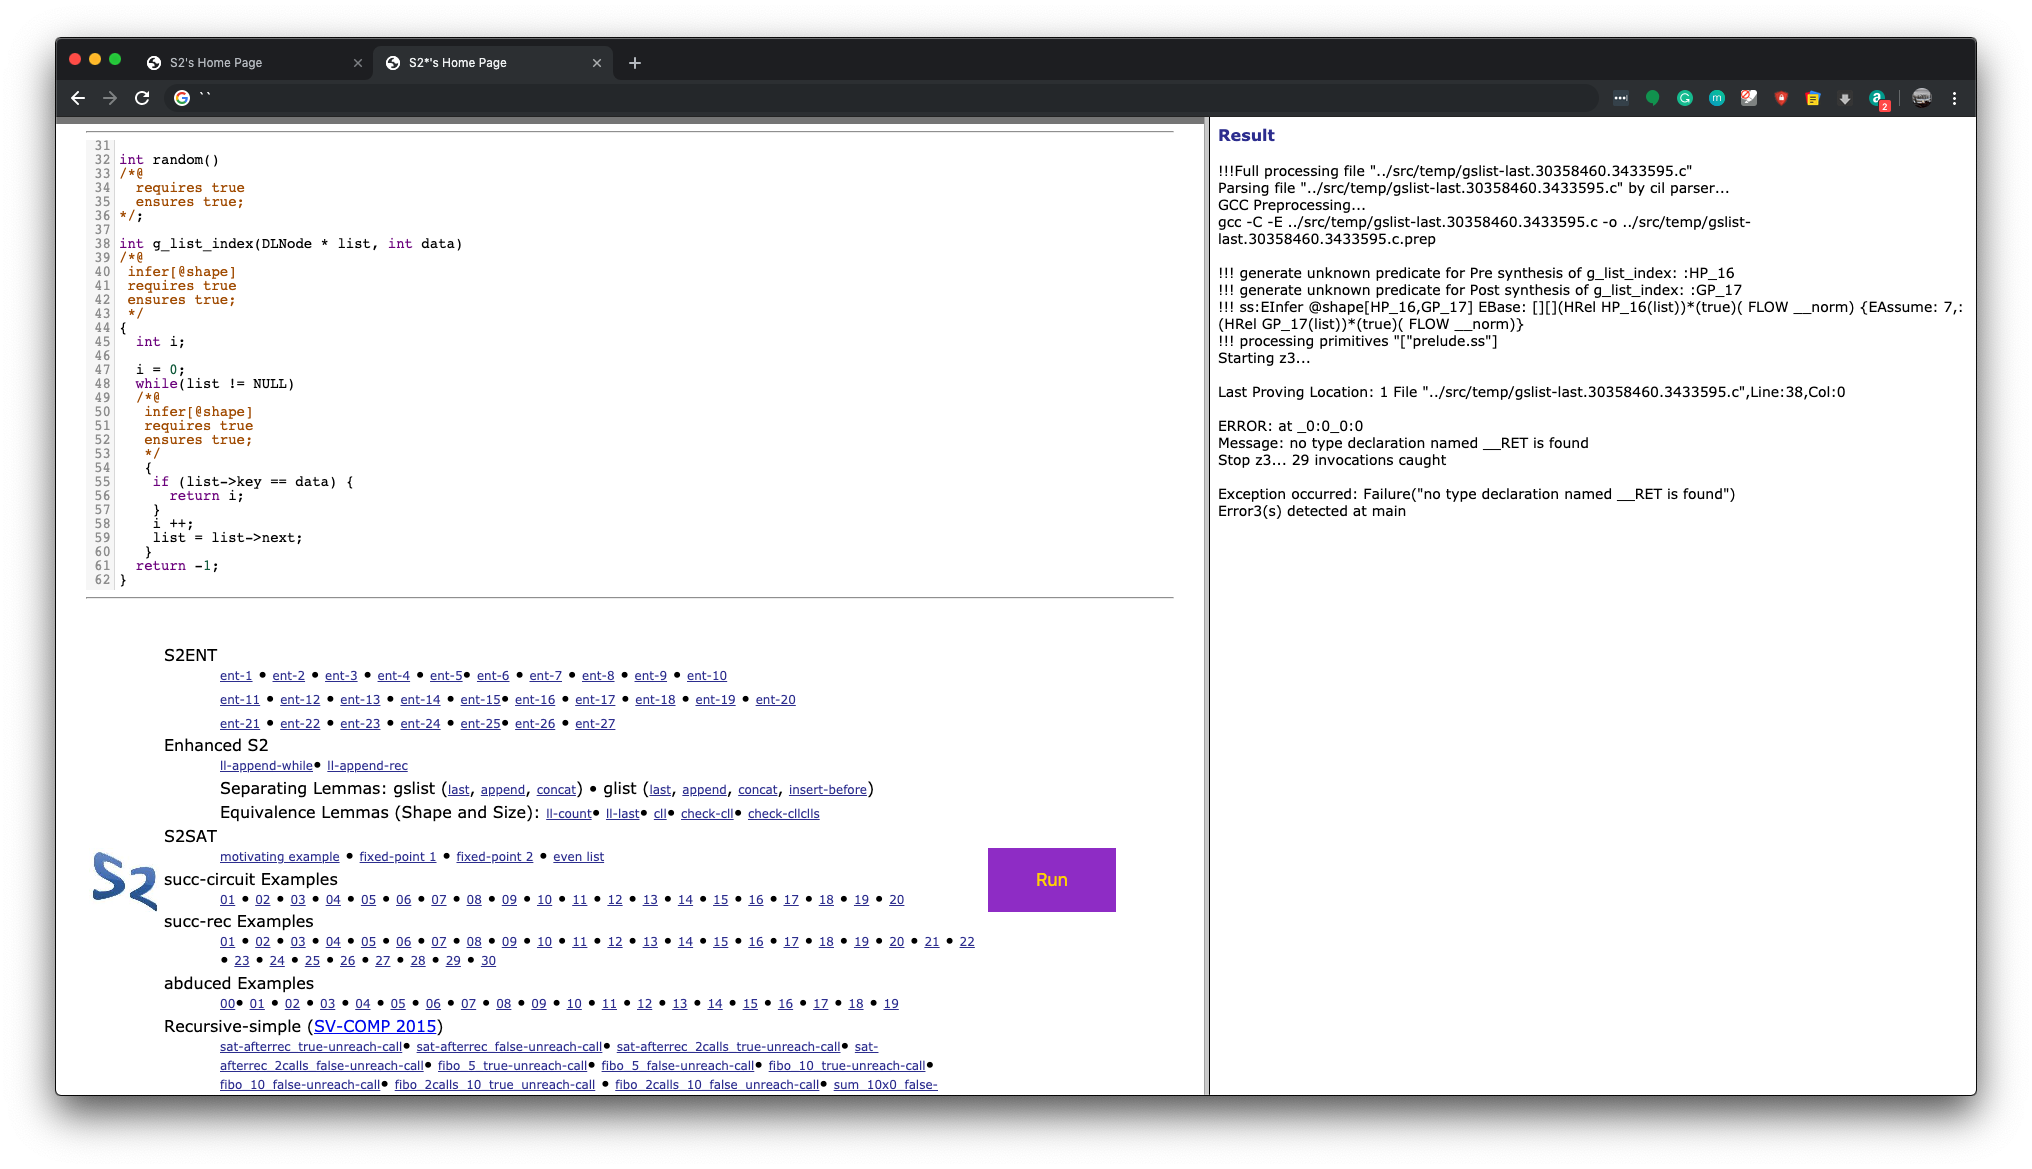 S2's Home Page
S2*'s Home Page
``
31
32 int random()
33 /*@
34 requires true
35 ensures true;
36 */;
37
38 int g_list_index(DLNode * list, int data)
39 /*@
40 infer[@shape]
41 requires true
42 ensures true;
43 */
44 {
45 int i;
46
47 i = 0;
48 while(list != NULL)
49 /*@
50 infer[@shape]
51 requires true
52 ensures true;
53 */
54 {
55 if (list->key == data) {
56 return i;
57 }
58 i ++;
59 list = list->next;
60 }
61 return -1;
62 }
S2ENT
ent-1 • ent-2 • ent-3 • ent-4 • ent-5• ent-6 • ent-7 • ent-8 • ent-9 • ent-10
ent-11 • ent-12 • ent-13 • ent-14 • ent-15• ent-16 • ent-17 • ent-18 • ent-19 • ent-20
ent-21 • ent-22 • ent-23 • ent-24 • ent-25• ent-26 • ent-27
Enhanced S2
ll-append-while• ll-append-rec
Separating Lemmas: gslist (last, append, concat) • glist (last, append, concat, insert-before)
Equivalence Lemmas (Shape and Size): ll-count• ll-last• cll• check-cll• check-cllclls
S2SAT
motivating example • fixed-point 1 • fixed-point 2 • even list
S2
succ-circuit Examples
01 • 02 • 03 • 04 • 05 • 06 • 07 • 08 • 09 • 10 • 11 • 12 • 13 • 14 • 15 • 16 • 17 • 18 • 19 • 20
succ-rec Examples
01 • 02 • 03 • 04 • 05 • 06 • 07 • 08 • 09 • 10 • 11 • 12 • 13 • 14 • 15 • 16 • 17 • 18 • 19 • 20 • 21 • 22
• 23 • 24 • 25 • 26 • 27 • 28 • 29 • 30
abduced Examples
00• 01 • 02 • 03 • 04 • 05 • 06 • 07 • 08 • 09 • 10 • 11 • 12 • 13 • 14 • 15 • 16 • 17 • 18 • 19
Recursive-simple (SV-COMP 2015)
sat-afterrec_true-unreach-call• sat-afterrec_false-unreach-call• sat-afterrec_2calls_true-unreach-call• sat-
afterrec_2calls_false-unreach-call• fibo_5_true-unreach-call• fibo_5_false-unreach-call• fibo_10_true-unreach-call•
fibo_10_false-unreach-call• fibo_2calls_10_true_unreach-call • fibo_2calls_10_false_unreach-call• sum_10x0_false-
Run
Result
!!!Full processing file "../src/temp/gslist-last.30358460.3433595.c"
Parsing file "../src/temp/gslist-last.30358460.3433595.c" by cil parser...
GCC Preprocessing...
gcc -C -E ../src/temp/gslist-last.30358460.3433595.c -o ../src/temp/gslist-
last.30358460.3433595.c.prep
!!! generate unknown predicate for Pre synthesis of g_list_index: :HP_16
!!! generate unknown predicate for Post synthesis of g_list_index: :GP_17
!!! ss:EInfer @shape[HP_16,GP_17] EBase: [][](HRel HP_16(list))*(true)( FLOW __norm) {EAssume: 7,:
(HRel GP_17(list))*(true)( FLOW __norm)}
!!! processing primitives "["prelude.ss"]
Starting z3...
Last Proving Location: 1 File "../src/temp/gslist-last.30358460.3433595.c",Line:38,Col:0
ERROR: at _0:0_0:0
Message: no type declaration named __RET is found
Stop z3... 29 invocations caught
Exception occurred: Failure("no type declaration named __RET is found")
Error3(s) detected at main